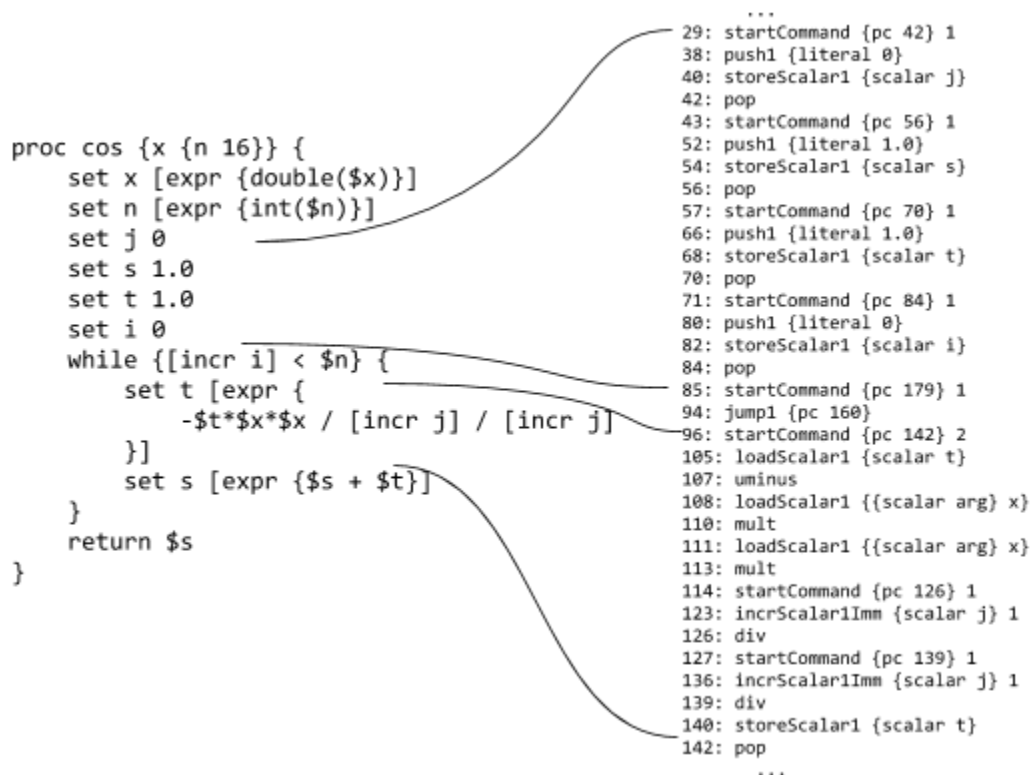 proc cos {x {n 16}} {
set x [expr {double($x)}]
set n [expr {int($n)}]
set j 0
set s 1.0
set t 1.0
set i 0
while {[incr i] < $n} {
set t [expr {
-$t*$x*$x / [incr j] / [incr j]
}]
set s [expr {$s + $t}]
}
return $s
}
...
29: startCommand {pc 42} 1
38: push1 {literal 0}
40: storeScalar1 {scalar j}
42: pop
43: startCommand {pc 56} 1
52: push1 {literal 1.0}
54: storeScalar1 {scalar s}
56: pop
57: startCommand {pc 70} 1
66: push1 {literal 1.0}
68: storeScalar1 {scalar t}
70: pop
71: startCommand {pc 84} 1
80: push1 {literal 0}
82: storeScalar1 {scalar i}
84: pop
85: startCommand {pc 179} 1
94: jump1 {pc 160}
96: startCommand {pc 142} 2
105: loadScalar1 {scalar t}
107: uminus
108: loadScalar1 {{scalar arg} x}
110: mult
111: loadScalar1 {{scalar arg} x}
113: mult
114: startCommand {pc 126} 1
123: incrScalar1Imm {scalar j} 1
126: div
127: startCommand {pc 139} 1
136: incrScalar1Imm {scalar j} 1
139: div
140: storeScalar1 {scalar t}
142: pop
...